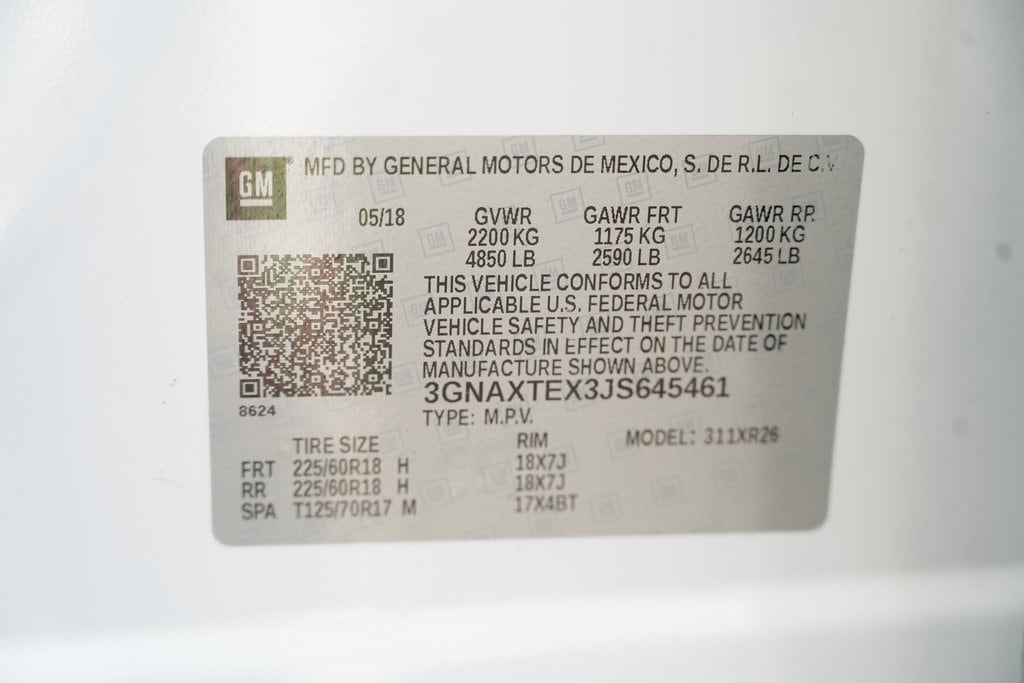 GM MFD BY GENERAL MOTORS DE MEXICO, S. DE R.L. DE C.V
05/18 GVWR GAWR FRT GAWR RR
2200 KG 1175 KG 1200 KG
4850 LB 2590 LB 2645 LB
THIS VEHICLE CONFORMS TO ALL
APPLICABLE U.S. FEDERAL MOTOR
VEHICLE SAFETY AND THEFT PREVENTION
STANDARDS IN EFFECT ON THE DATE OF
MANUFACTURE SHOWN ABOVE.
3GNAXTEX3JS645461
8624
TYPE: M.P.V.
TIRE SIZE RIM MODEL: 311XR26
FRT 225/60R18 H 18X7J
RR 225/60R18 H 18X7J
SPA T125/70R17 M 17X4BT